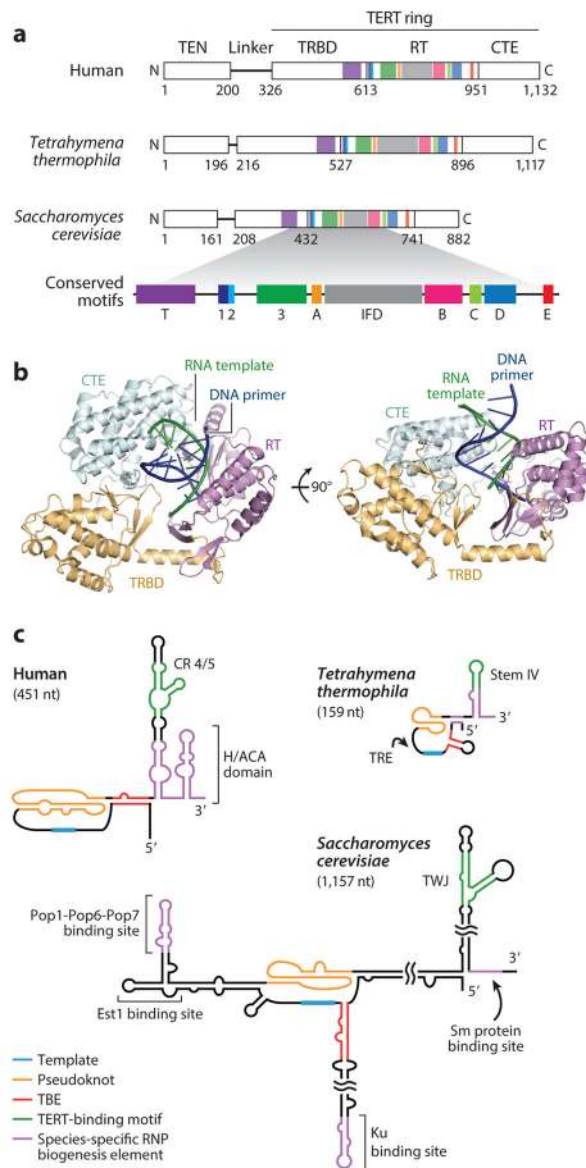 a
TERT ring
TEN Linker TRBD RT CTE
Human N C
1 200 326 613 951 1,132
Tetrahymena
thermophila
N C
1 196 216 527 896 1,117
Saccharomyces
cerevisiae
N C
1 161 208 432 741 882
Conserved
motifs
T 1 2 3 A IFD B C D E
b
CTE
RNA
template
DNA
primer
RT
TRBD
90°
DNA
primer
RNA
template
CTE
RT
TRBD
c
Human
(451 nt)
CR 4/5
H/ACA
domain
3′
5′
Tetrahymena
thermophila
(159 nt)
Stem IV
3′
5′
TRE
Saccharomyces
cerevisiae
(1,157 nt)
TWJ
Pop1-Pop6-Pop7
binding site
Est1 binding site
3′
5′
Sm protein
binding site
Ku
binding site
Template
Pseudoknot
TBE
TERT-binding motif
Species-specific RNP
biogenesis element